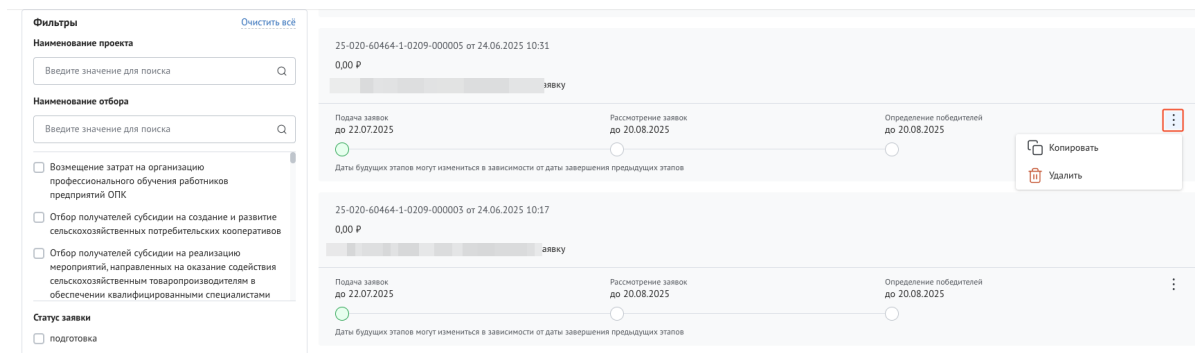 Фильтры
Очистить всё
Наименование проекта
Введите значение для поиска
Наименование отбора
Введите значение для поиска
Возмещение затрат на организацию
профессионального обучения работников
предприятий ОПК
Отбор получателей субсидии на создание и развитие
сельскохозяйственных потребительских кооперативов
Отбор получателей субсидии на реализацию
мероприятий, направленных на оказание содействия
сельскохозяйственным товаропроизводителям в
обеспечении квалифицированными специалистами
Статус заявки
подготовка
25-020-60464-1-0209-000005 от 24.06.2025 10:31
0,00 ₽
аявку
Подача заявок
до 22.07.2025
Рассмотрение заявок
до 20.08.2025
Определение победителей
до 20.08.2025
Даты будущих этапов могут измениться в зависимости от даты завершения предыдущих этапов
Копировать
Удалить
25-020-60464-1-0209-000003 от 24.06.2025 10:17
0,00 ₽
аявку
Подача заявок
до 22.07.2025
Рассмотрение заявок
до 20.08.2025
Определение победителей
до 20.08.2025
Даты будущих этапов могут измениться в зависимости от даты завершения предыдущих этапов